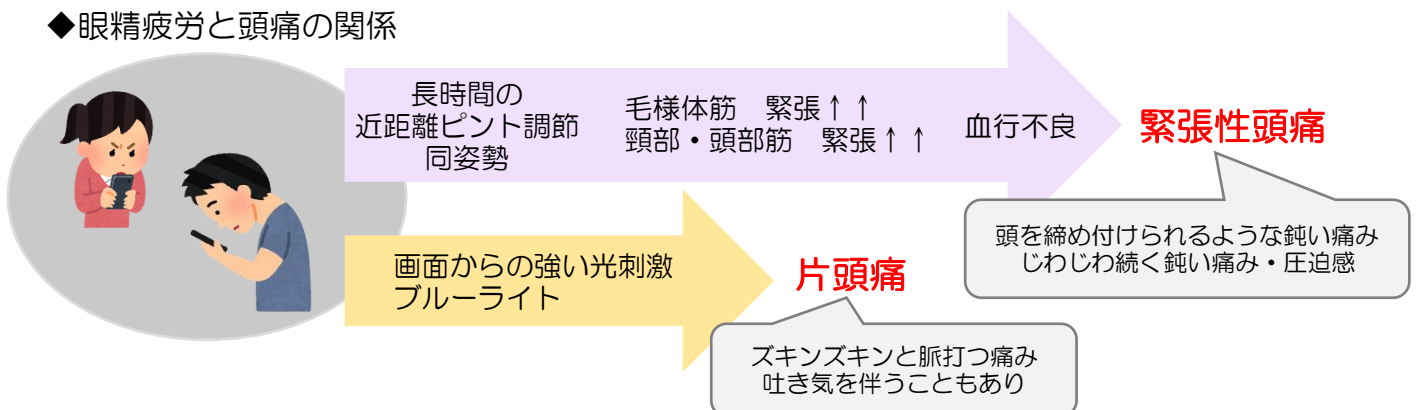 ◆眼精疲労と頭痛の関係
長時間の
近距離ピント調節
同姿勢
毛様体筋　緊張↑↑
頸部・頭部筋　緊張↑↑
血行不良
緊張性頭痛
頭を締め付けられるような鈍い痛み
じわじわ続く鈍い痛み・圧迫感
画面からの強い光刺激
ブルーライト
片頭痛
ズキンズキンと脈打つ痛み
吐き気を伴うこともあり